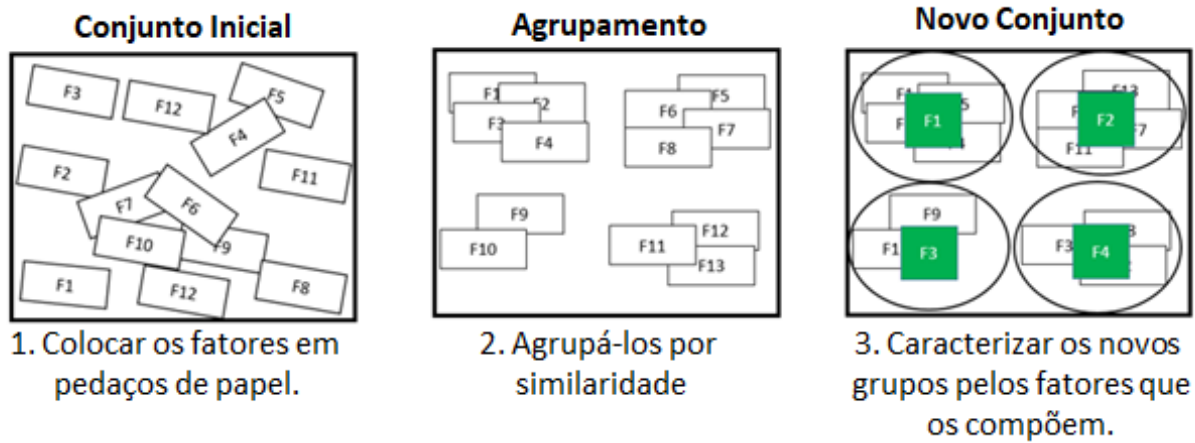 Conjunto Inicial
F3
F12
F5
F4
F2
F11
F7
F6
F10
F9
F1
F12
F8
1. Colocar os fatores em
pedaços de papel.
Agrupamento
F1
F2
F3
F4
F5
F6
F7
F8
F9
F10
F11
F12
F13
2. Agrupá-los por
similaridade
Novo Conjunto
F1
F2
F7
F11
F9
F3
F3
F4
3. Caracterizar os novos
grupos pelos fatores que
os compõem.